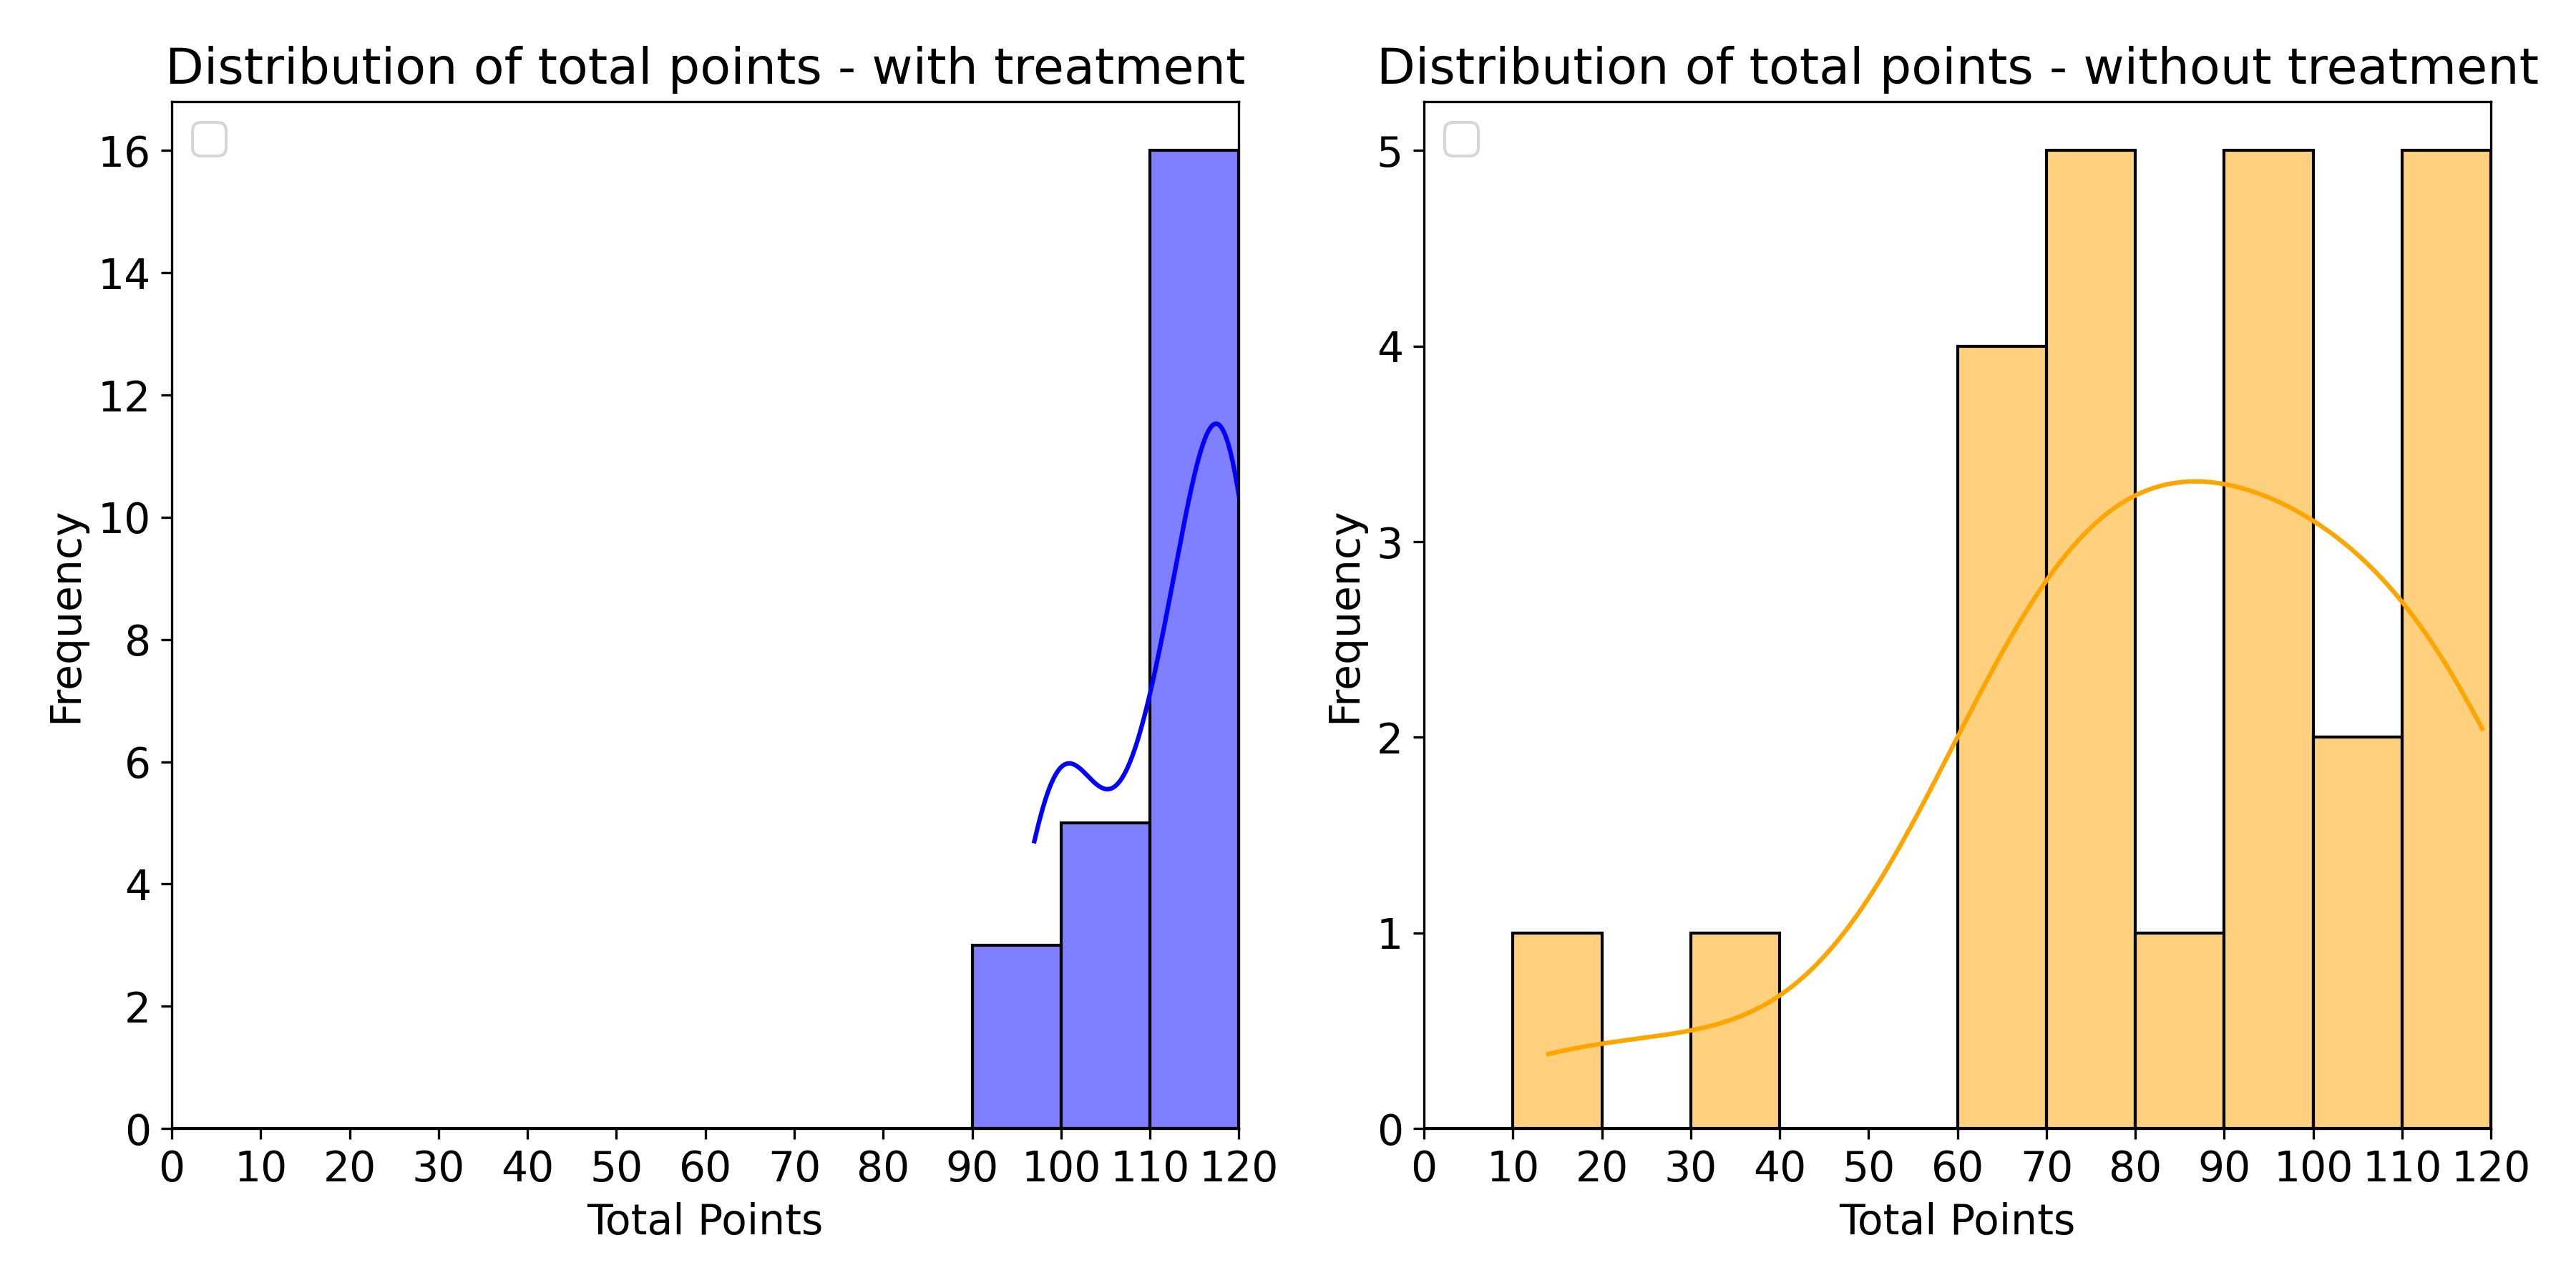 Distribution of total points - with treatment
Frequency
16
14
12
10
8
6
4
2
0
0 10 20 30 40 50 60 70 80 90 100 110 120
Total Points
Distribution of total points - without treatment
Frequency
5
4
3
2
1
0
0 10 20 30 40 50 60 70 80 90 100 110 120
Total Points